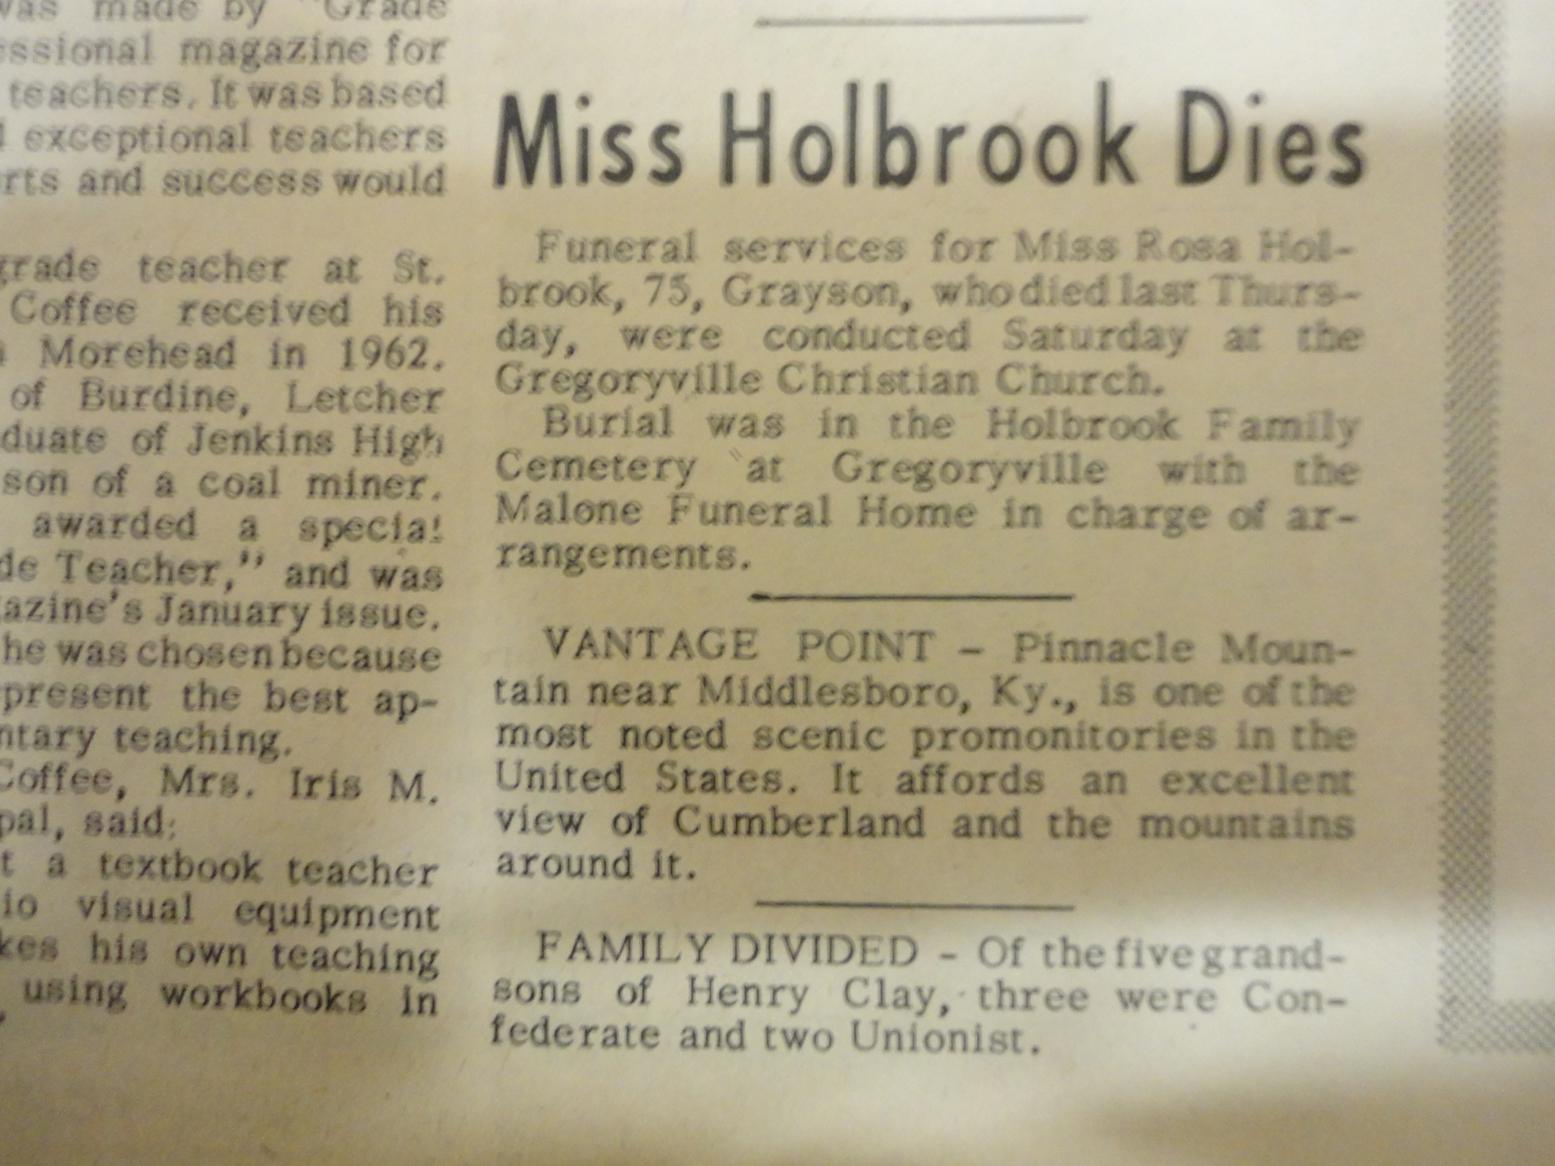 was made by "Grade
essional magazine for
teachers. It was based
exceptional teachers
rts and success would
grade teacher at St.
Coffee received his
Morehead in 1962.
of Burdine, Letcher
duate of Jenkins High
son of a coal miner.
awarded a special
de Teacher," and was
azine's January issue.
he was chosen because
present the best ap-
ntary teaching.
Coffee, Mrs. Iris M.
pal, said:
t a textbook teacher
io visual equipment
kes his own teaching
using workbooks in
Miss Holbrook Dies
Funeral services for Miss Rosa Hol-
brook, 75, Grayson, who died last Thurs-
day, were conducted Saturday at the
Gregoryville Christian Church.
Burial was in the Holbrook Family
Cemetery at Gregoryville with the
Malone Funeral Home in charge of ar-
rangements.
VANTAGE POINT - Pinnacle Moun-
tain near Middlesboro, Ky., is one of the
most noted scenic promonitories in the
United States. It affords an excellent
view of Cumberland and the mountains
around it.
FAMILY DIVIDED - Of the five grand-
sons of Henry Clay, three were Con-
federate and two Unionist.